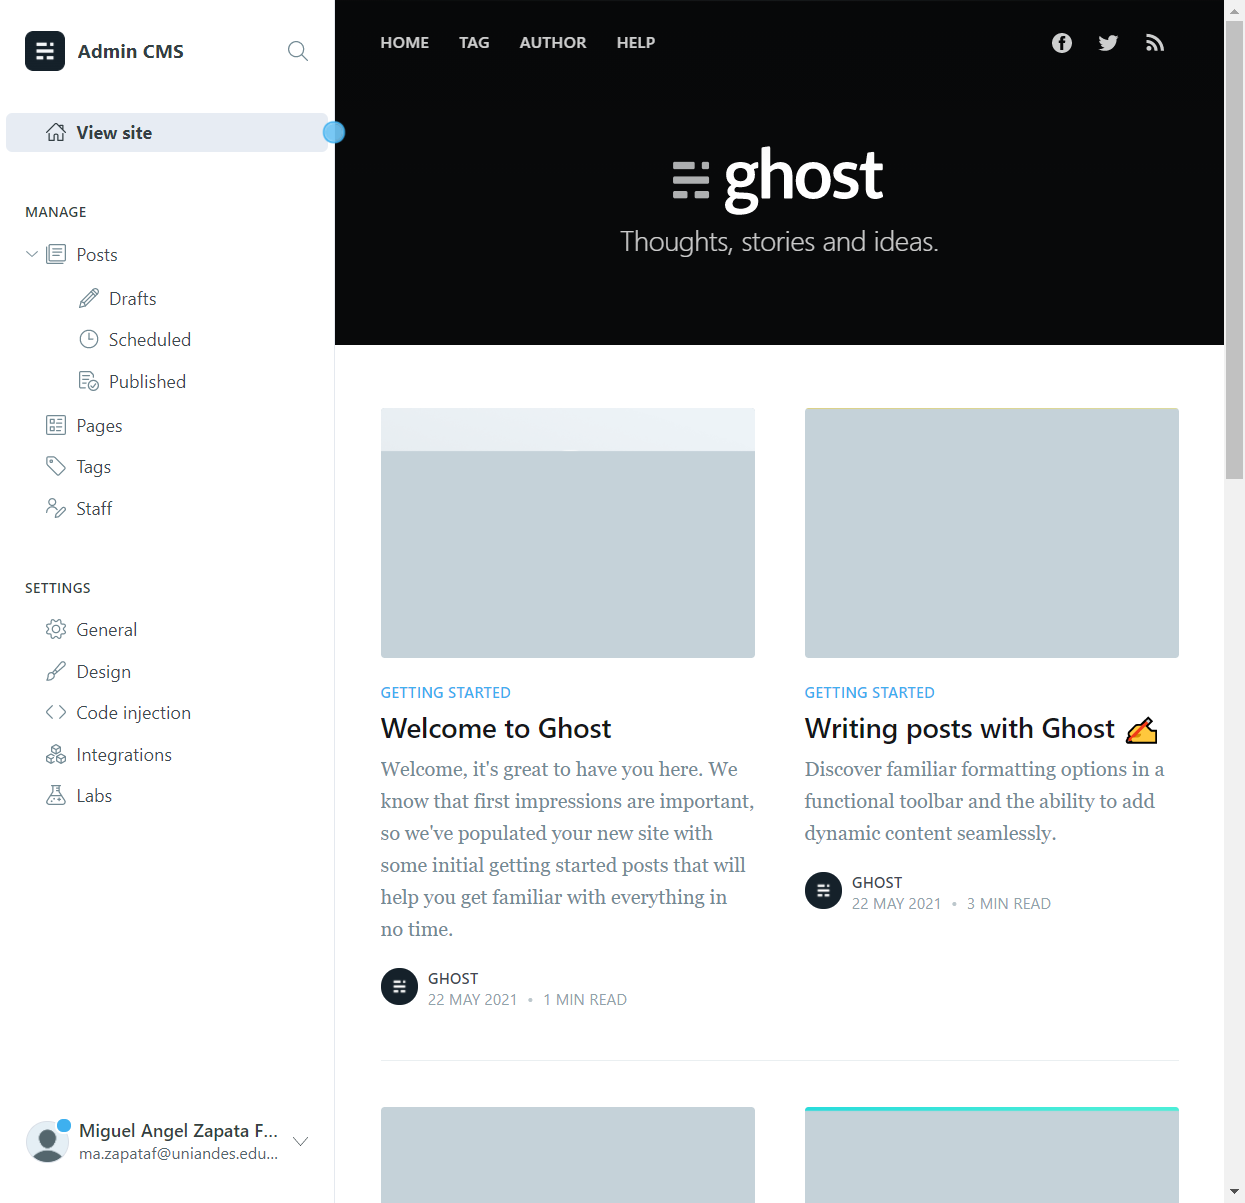 Admin CMS
View site
MANAGE
Posts
Drafts
Scheduled
Published
Pages
Tags
Staff
SETTINGS
General
Design
Code injection
Integrations
Labs
Miguel Angel Zapata F...
ma.zapataf@uniandes.edu...
HOME TAG AUTHOR HELP
ghost
Thoughts, stories and ideas.
GETTING STARTED
Welcome to Ghost
Welcome, it's great to have you here. We
know that first impressions are important,
so we've populated your new site with
some initial getting started posts that will
help you get familiar with everything in
no time.
GHOST
22 MAY 2021 • 1 MIN READ
GETTING STARTED
Writing posts with Ghost ✍️
Discover familiar formatting options in a
functional toolbar and the ability to add
dynamic content seamlessly.
GHOST
22 MAY 2021 • 3 MIN READ